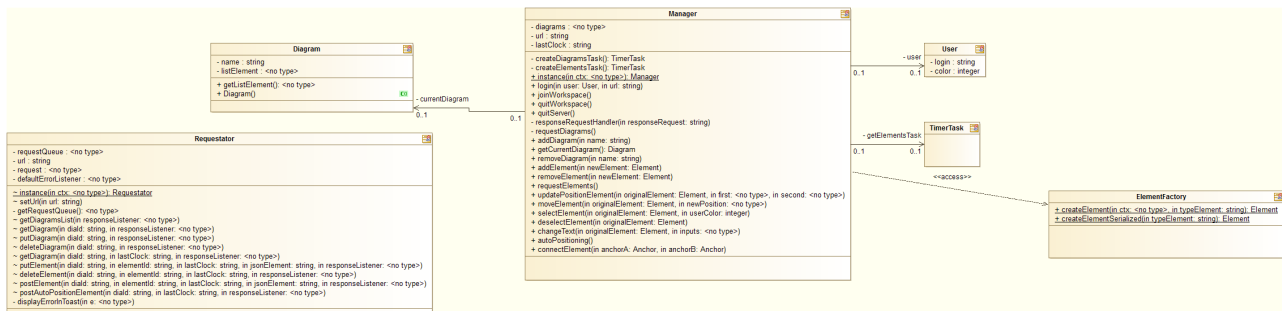 Manager
- diagrams : <no type>
- url : string
- lastClock : string
- createDiagramsTask(): TimerTask
- createElementsTask(): TimerTask
+ instance(in ctx: <no type>): Manager
+ login(in user: User, in url: string)
+ joinWorkspace()
+ quitWorkspace()
+ quitServer()
- responseRequestHandler(in responseRequest: string)
- requestDiagrams()
+ addDiagram(in name: string)
+ getCurrentDiagram(): Diagram
+ removeDiagram(in name: string)
+ addElement(in newElement: Element)
+ removeElement(in newElement: Element)
+ requestElements()
+ updatePositionElement(in originalElement: Element, in first: <no type>, in second: <no type>)
+ moveElement(in originalElement: Element, in newPosition: <no type>)
+ selectElement(in originalElement: Element, in userColor: integer)
+ deselectElement(in originalElement: Element)
+ changeText(in originalElement: Element, in inputs: <no type>)
+ autoPositioning()
+ connectElement(in anchorA: Anchor, in anchorB: Anchor)
Diagram
- name : string
- listElement : <no type>
+ getListElement(): <no type>
+ Diagram()
- currentDiagram
0..1
0..1
User
- login : string
- color : integer
- user
0..1
0..1
TimerTask
- getElementsTask
0..1
0..1
<<access>>
ElementFactory
+ createElement(in ctx: <no type>, in typeElement: string): Element
+ createElementSerialized(in typeElement: string): Element
Requestator
- requestQueue : <no type>
- url : string
- request : <no type>
- defaultErrorListener : <no type>
~ instance(in ctx: <no type>): Requestator
~ setUrl(in url: string)
- getRequestQueue(): <no type>
~ getDiagramsList(in responseListener: <no type>)
~ getDiagram(in diaId: string, in responseListener: <no type>)
~ putDiagram(in diaId: string, in responseListener: <no type>)
~ deleteDiagram(in diaId: string, in responseListener: <no type>)
~ getDiagram(in diaId: string, in lastClock: string, in responseListener: <no type>)
~ putElement(in diaId: string, in elementId: string, in lastClock: string, in jsonElement: string, in responseListener: <no type>)
~ deleteElement(in diaId: string, in elementId: string, in lastClock: string, in responseListener: <no type>)
~ postElement(in diaId: string, in elementId: string, in lastClock: string, in jsonElement: string, in responseListener: <no type>)
~ postAutoPositionElement(in diaId: string, in lastClock: string, in responseListener: <no type>)
- displayErrorInToast(in e: <no type>)